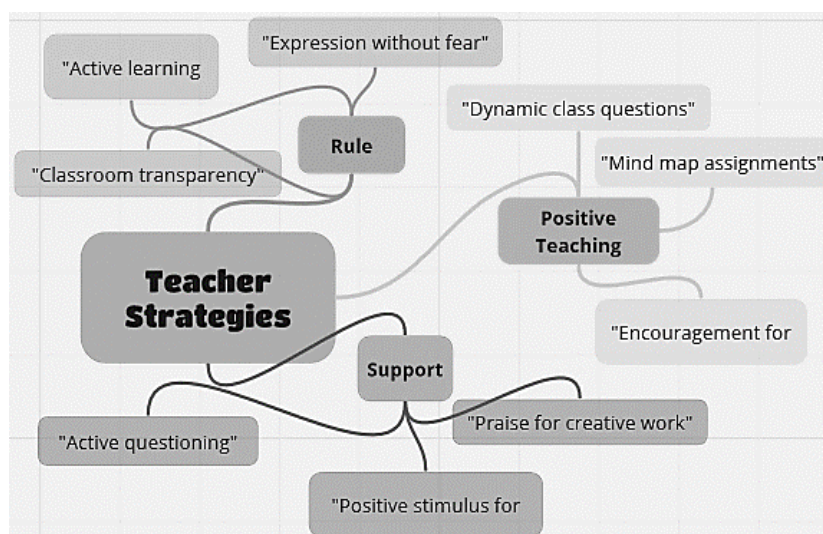 "Expression without fear"
"Active learning
"Classroom transparency"
Rule
"Dynamic class questions"
"Mind map assignments"
Positive
Teaching
"Encouragement for
Teacher
Strategies
Support
"Active questioning"
"Praise for creative work"
"Positive stimulus for